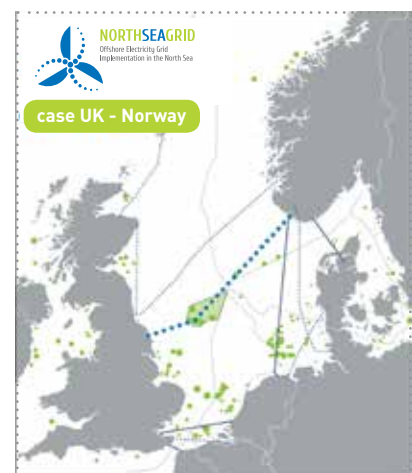 NORTHSEAGRID
Offshore Electricity Grid
Implementation in the North Sea
case UK - Norway